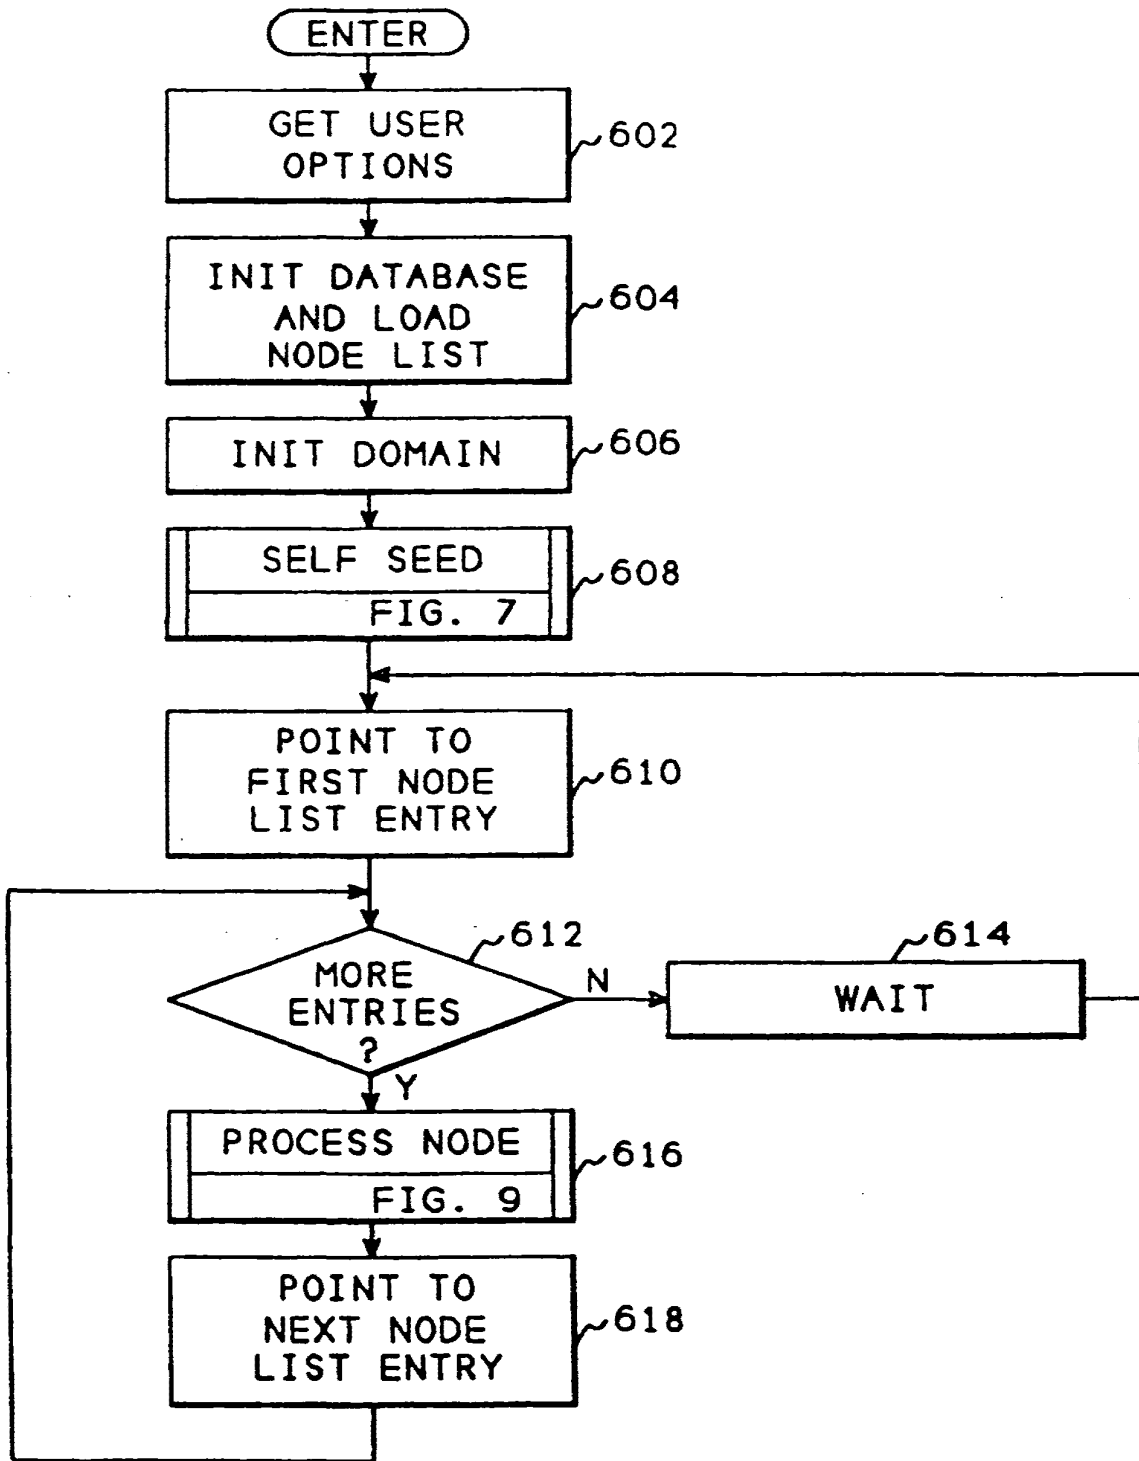 ENTER
GET USER
OPTIONS
602
INIT DATABASE
AND LOAD
NODE LIST
604
INIT DOMAIN
606
SELF SEED
FIG. 7
608
POINT TO
FIRST NODE
LIST ENTRY
610
MORE
ENTRIES
?
612
N
WAIT
614
Y
PROCESS NODE
FIG. 9
616
POINT TO
NEXT NODE
LIST ENTRY
618